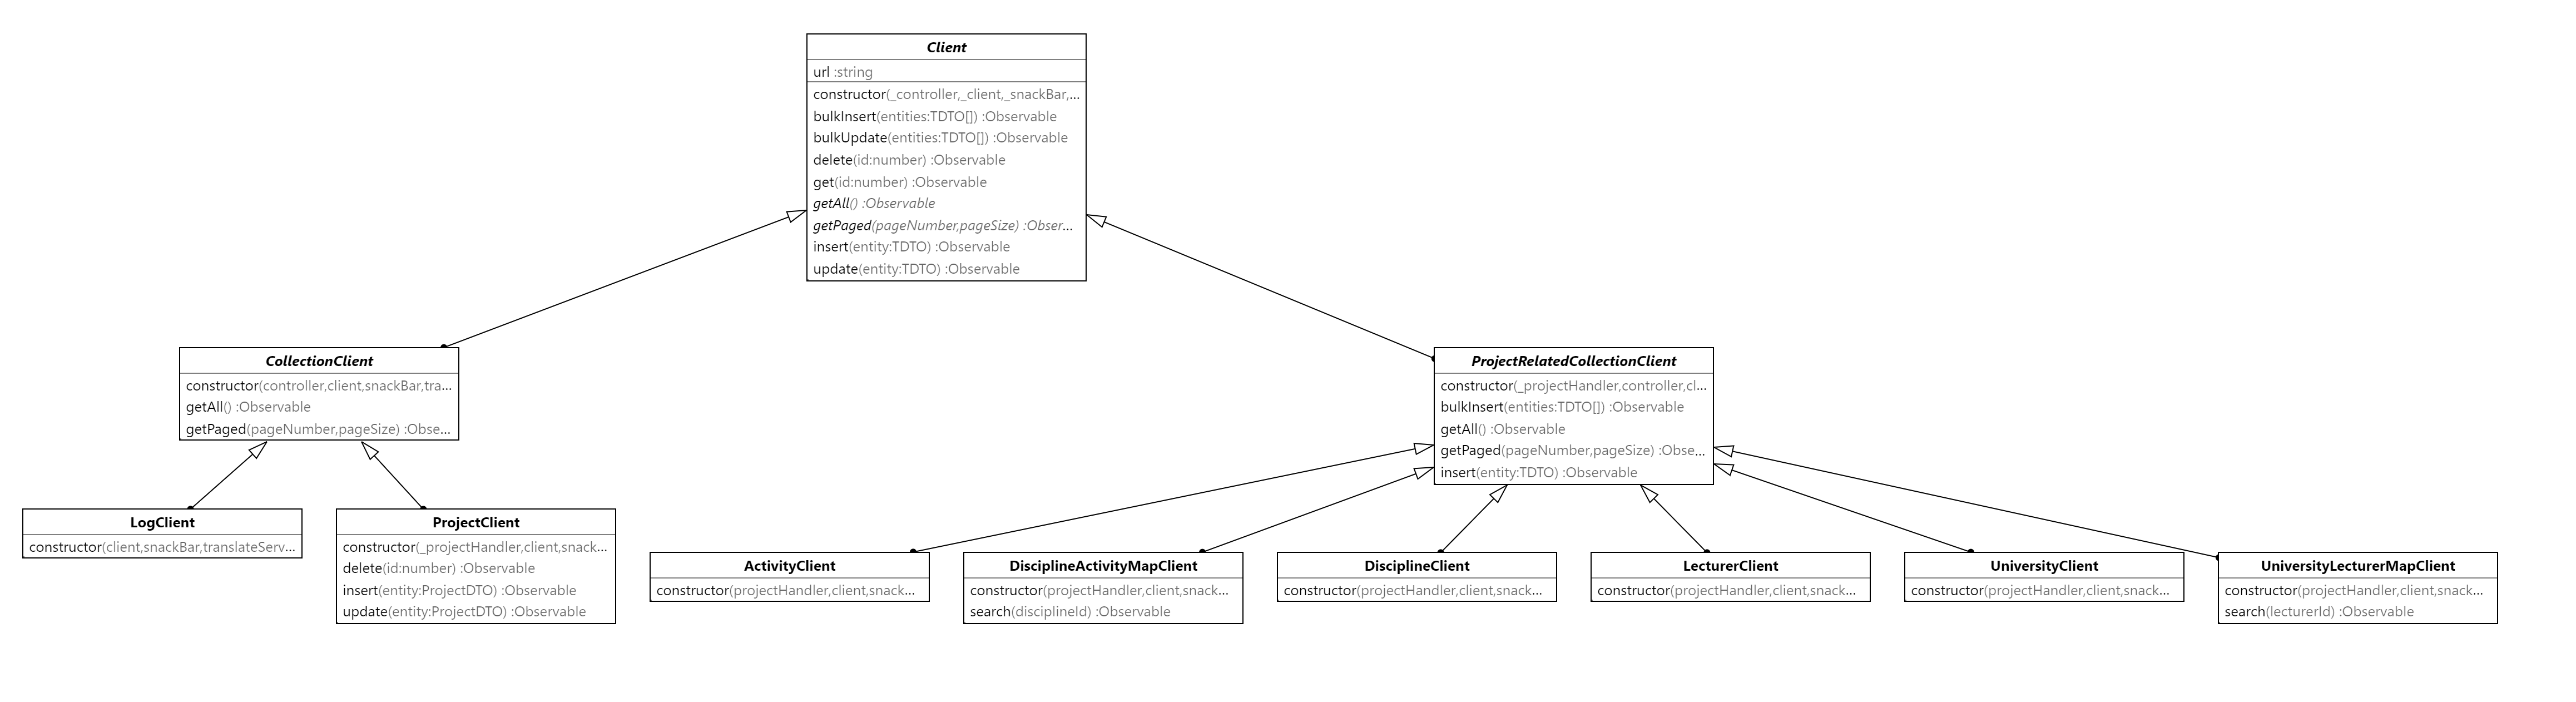 Client
url :string
constructor(_controller,_client,_snackBar,...
bulkInsert(entities:TDTO[]) :Observable
bulkUpdate(entities:TDTO[]) :Observable
delete(id:number) :Observable
get(id:number) :Observable
getAll() :Observable
getPaged(pageNumber,pageSize) :Obser...
insert(entity:TDTO) :Observable
update(entity:TDTO) :Observable
CollectionClient
constructor(controller,client,snackBar,tra...
getAll() :Observable
getPaged(pageNumber,pageSize) :Obse...
ProjectRelatedCollectionClient
constructor(_projectHandler,controller,cl...
bulkInsert(entities:TDTO[]) :Observable
getAll() :Observable
getPaged(pageNumber,pageSize) :Obse...
insert(entity:TDTO) :Observable
LogClient
constructor(client,snackBar,translateServ...
ProjectClient
constructor(_projectHandler,client,snack...
delete(id:number) :Observable
insert(entity:ProjectDTO) :Observable
update(entity:ProjectDTO) :Observable
ActivityClient
constructor(projectHandler,client,snack...
DisciplineActivityMapClient
constructor(projectHandler,client,snack...
search(disciplineId) :Observable
DisciplineClient
constructor(projectHandler,client,snack...
LecturerClient
constructor(projectHandler,client,snack...
UniversityClient
constructor(projectHandler,client,snack...
UniversityLecturerMapClient
constructor(projectHandler,client,snack...
search(lecturerId) :Observable